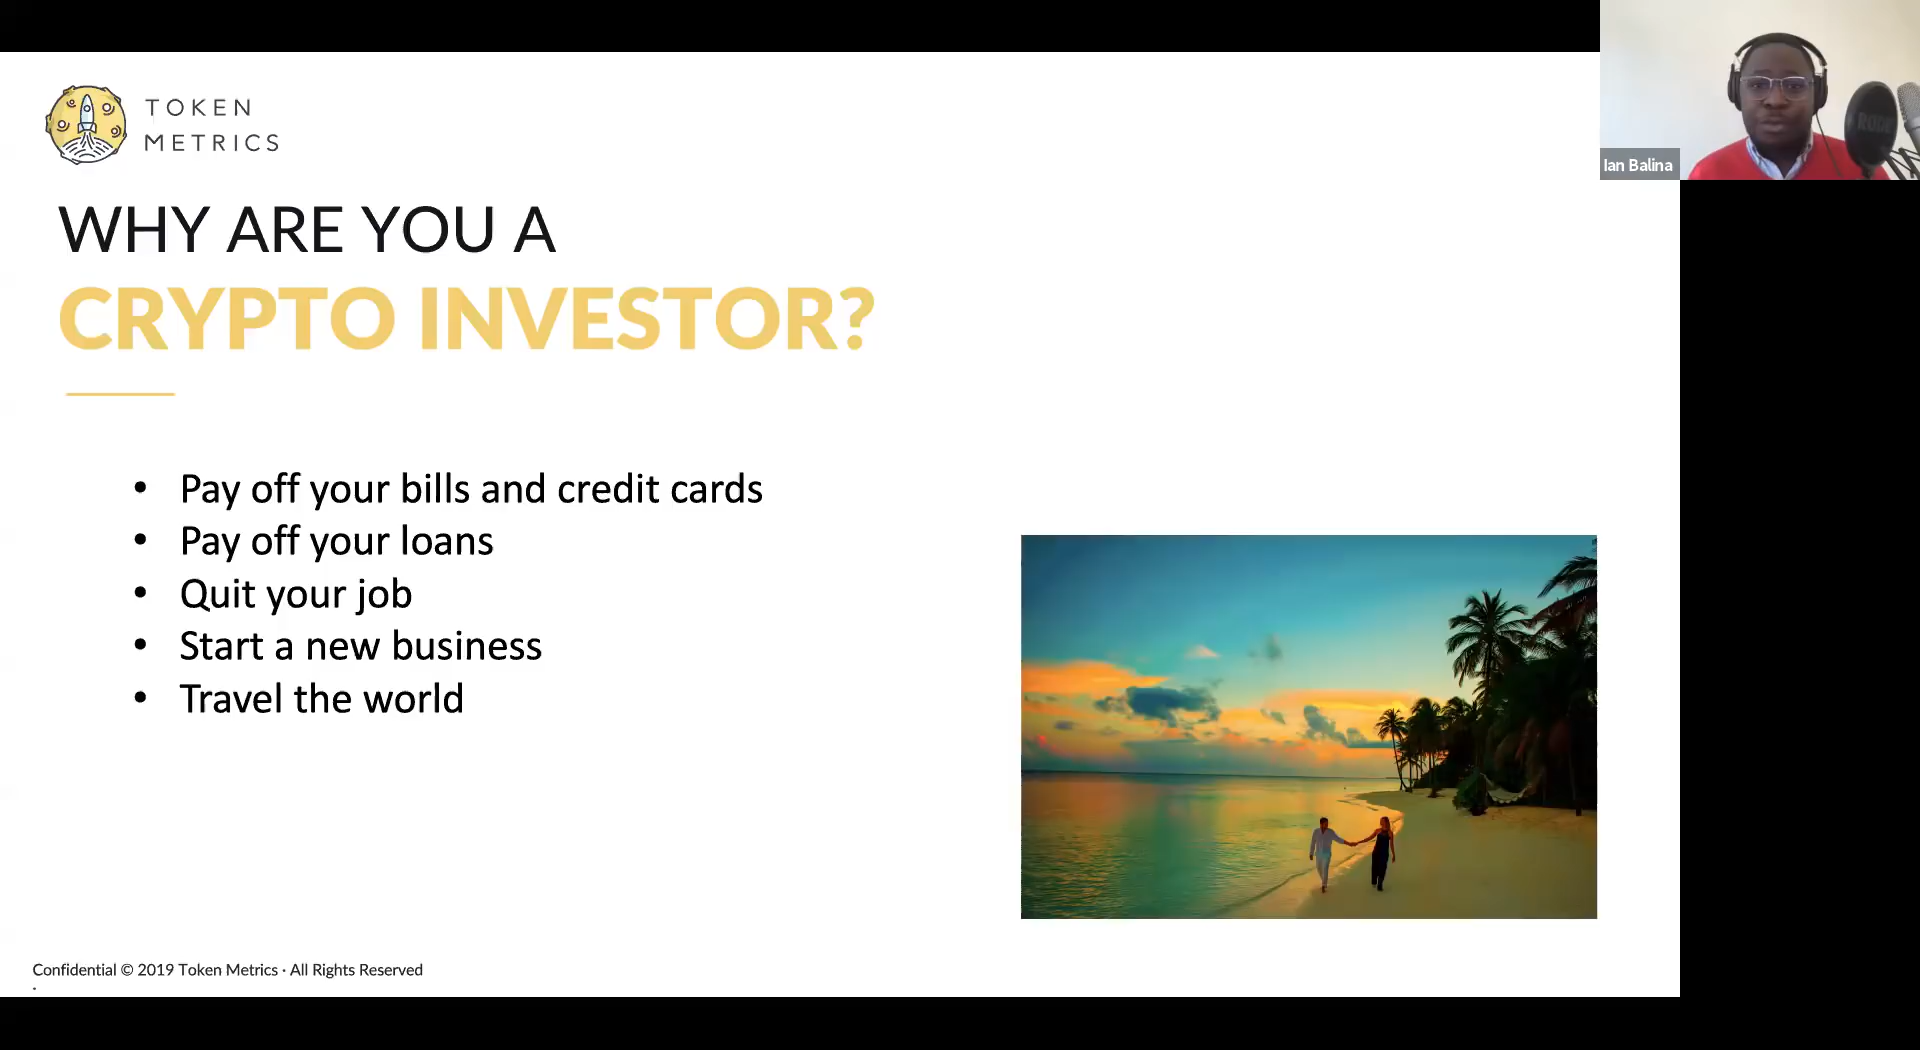 TOKEN
METRICS
Ian Balina
RODE
WHY ARE YOU A
CRYPTO INVESTOR?
• Pay off your bills and credit cards
• Pay off your loans
• Quit your job
• Start a new business
• Travel the world
Confidential © 2019 Token Metrics · All Rights Reserved